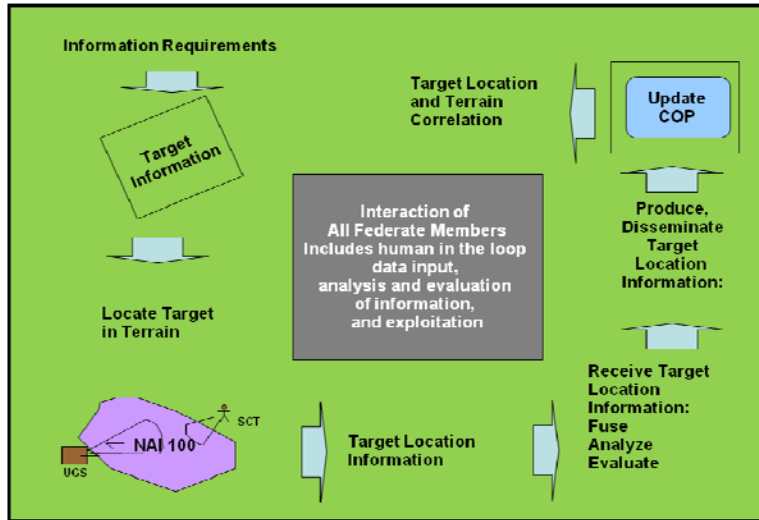 Information Requirements
Target
Information
Locate Target
in Terrain
NAI 100
SCT
UGS
Target Location
Information
Receive Target
Location
Information:
Fuse
Analyze
Evaluate
Produce,
Disseminate
Target
Location
Information:
Update
COP
Target Location
and Terrain
Correlation
Interaction of
All Federate Members
Includes human in the loop
data input,
analysis and evaluation
of information,
and exploitation